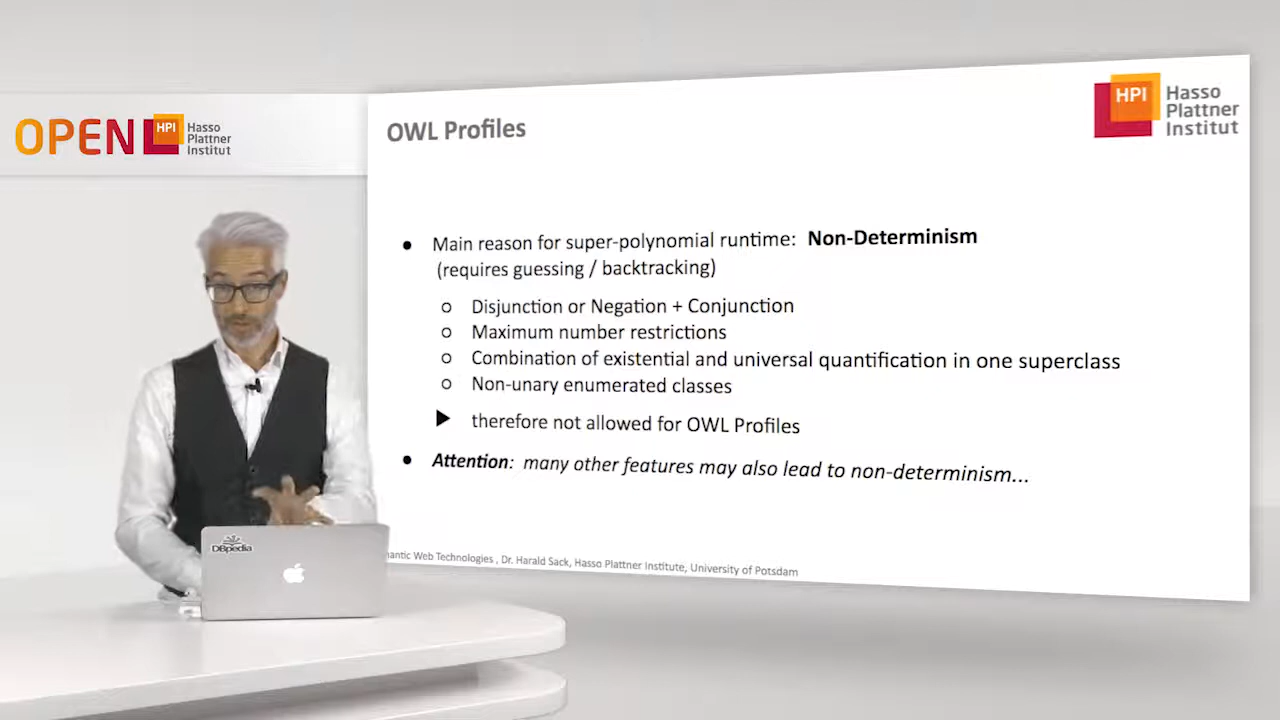 OPEN HPI Hasso
Plattner
Institut
OWL Profiles
HPI Hasso
Plattner
Institut
● Main reason for super-polynomial runtime: Non-Determinism
(requires guessing / backtracking)
○ Disjunction or Negation + Conjunction
○ Maximum number restrictions
○ Combination of existential and universal quantification in one superclass
○ Non-unary enumerated classes
▶ therefore not allowed for OWL Profiles
● Attention: many other features may also lead to non-determinism...
DBpedia
mantic Web Technologies , Dr. Harald Sack, Hasso Plattner Institute, University of Potsdam